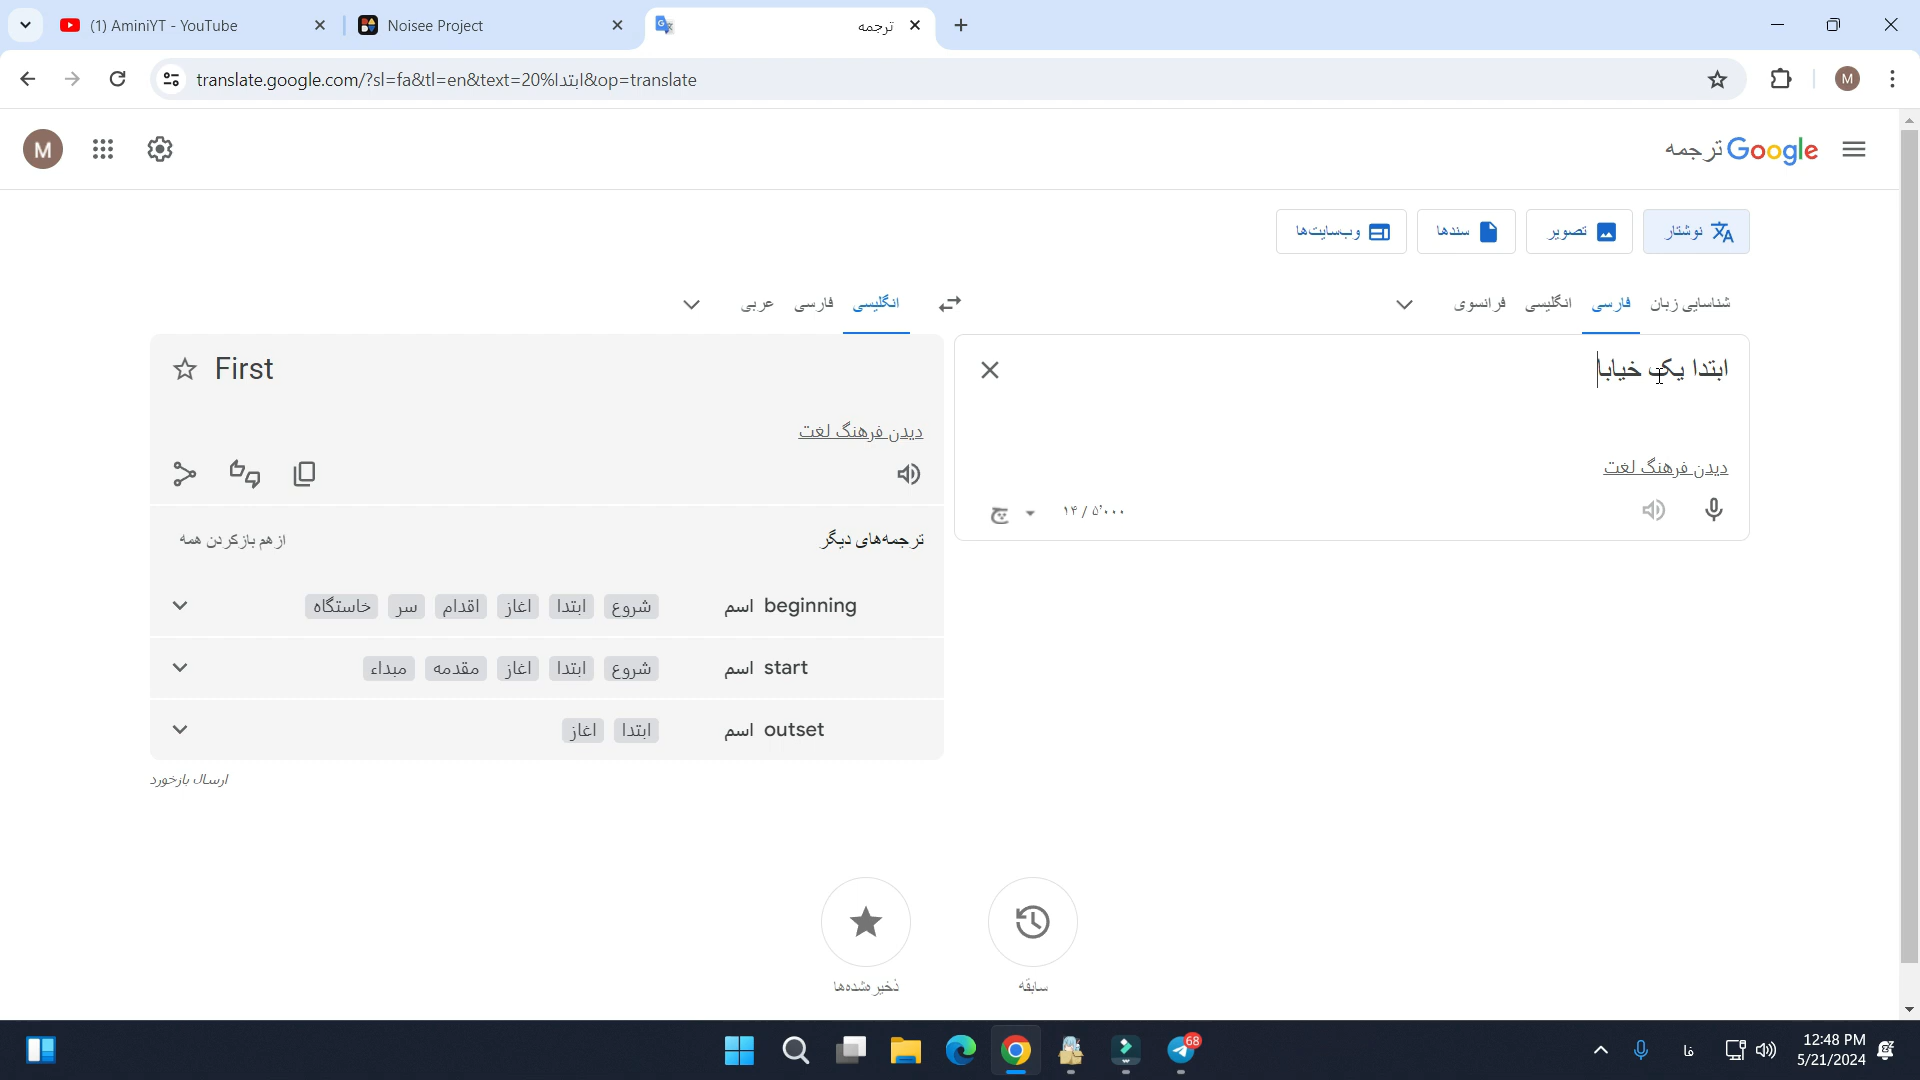 (1) AminiYT - YouTube
Noisee Project
ترجمه
translate.google.com/?sl=fa&tl=en&text=20%ابتدا&op=translate
M
M
Google ترجمه
نوشتار
تصویر
سندها
وب‌سایت‌ها
شناسایی زبان
فارسی
انگلیسی
فرانسوی
انگلیسی
فارسی
عربی
ابتدا یک خیابا
دیدن فرهنگ لغت
۱۴ / ۵٬۰۰۰
First
دیدن فرهنگ لغت
ترجمه‌های دیگر
ازهم بازکردن همه
beginning اسم شروع ابتدا اغاز اقدام سر خاستگاه
start اسم شروع ابتدا اغاز مقدمه مبداء
outset اسم ابتدا اغاز
ارسال بازخورد
سابقه
ذخیره‌شده‌ها
68
فا
12:48 PM
5/21/2024